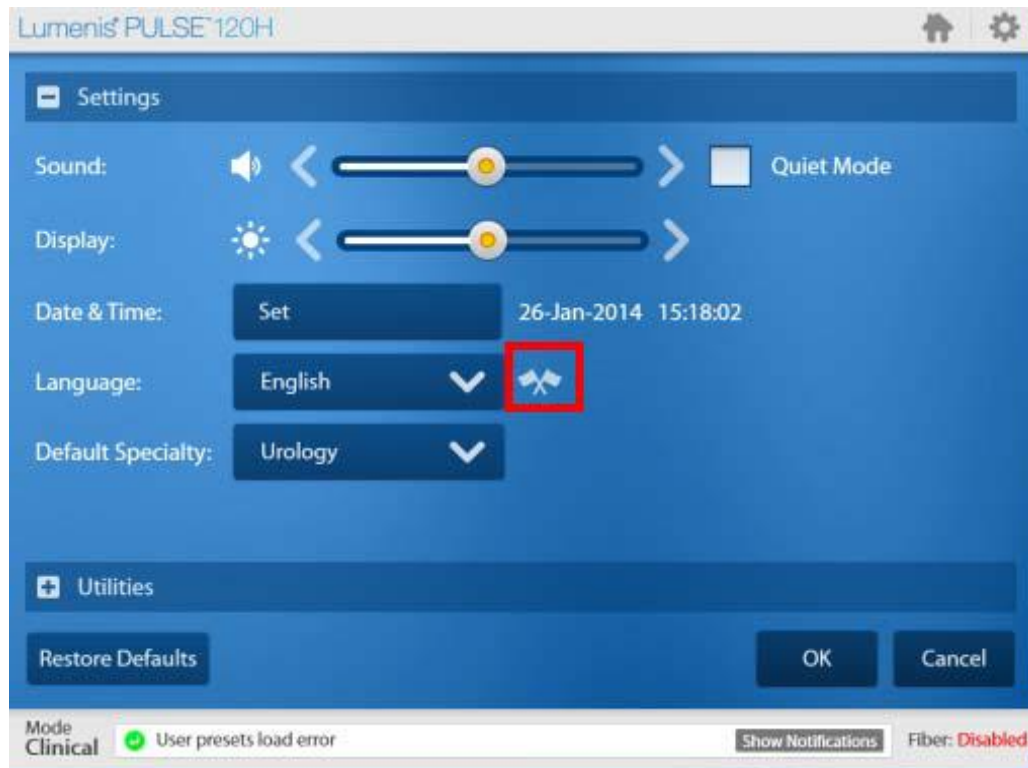 Lumenis® PULSE™ 120H
Settings
Sound: Quiet Mode
Display:
Date & Time: Set 26-Jan-2014 15:18:02
Language: English
Default Specialty: Urology
Utilities
Restore Defaults OK Cancel
Mode
Clinical User presets load error Show Notifications Fiber: Disabled